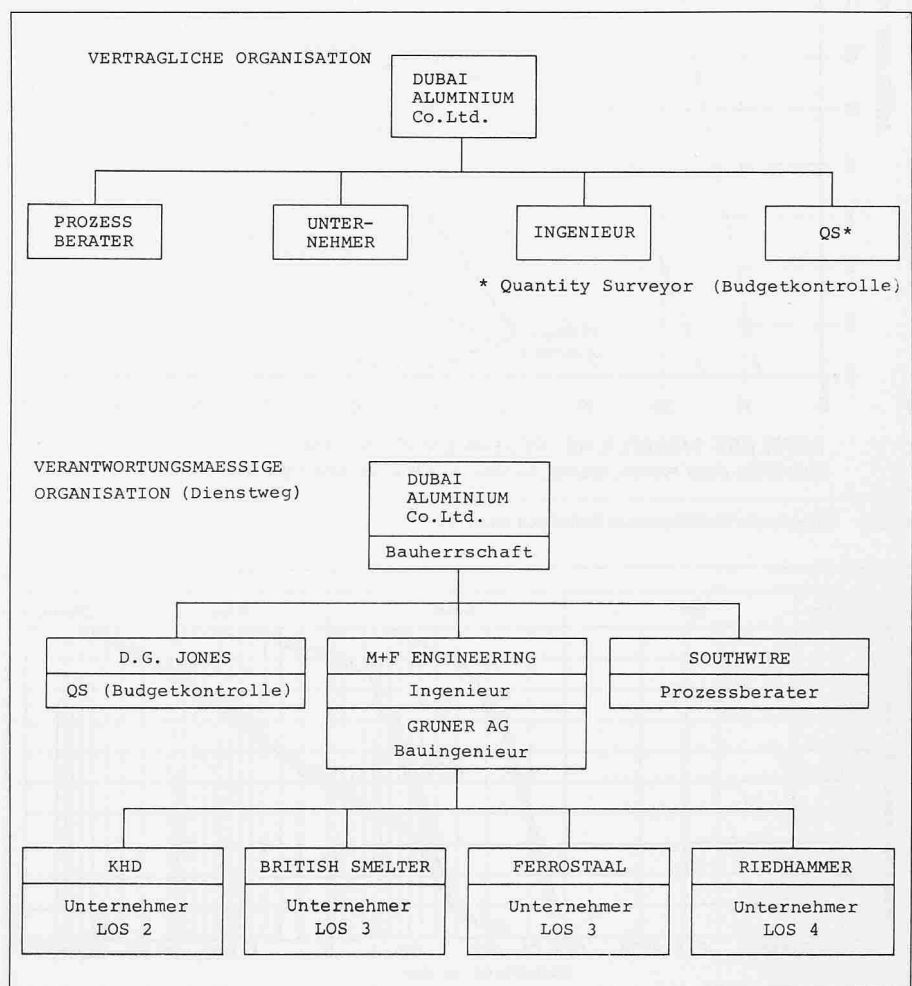 VERTRAGLICHE ORGANISATION
DUBAI
ALUMINIUM
Co.Ltd.
PROZESS
BERATER
UNTER-
NEHMER
INGENIEUR
QS*
* Quantity Surveyor (Budgetkontrolle)
VERANTWORTUNGSMAESSIGE
ORGANISATION (Dienstweg)
DUBAI
ALUMINIUM
Co.Ltd.
Bauherrschaft
D.G. JONES
QS (Budgetkontrolle)
M+F ENGINEERING
Ingenieur
GRUNER AG
Bauingenieur
SOUTHWIRE
Prozessberater
KHD
Unternehmer
LOS 2
BRITISH SMELTER
Unternehmer
LOS 3
FERROSTAAL
Unternehmer
LOS 3
RIEDHAMMER
Unternehmer
LOS 4